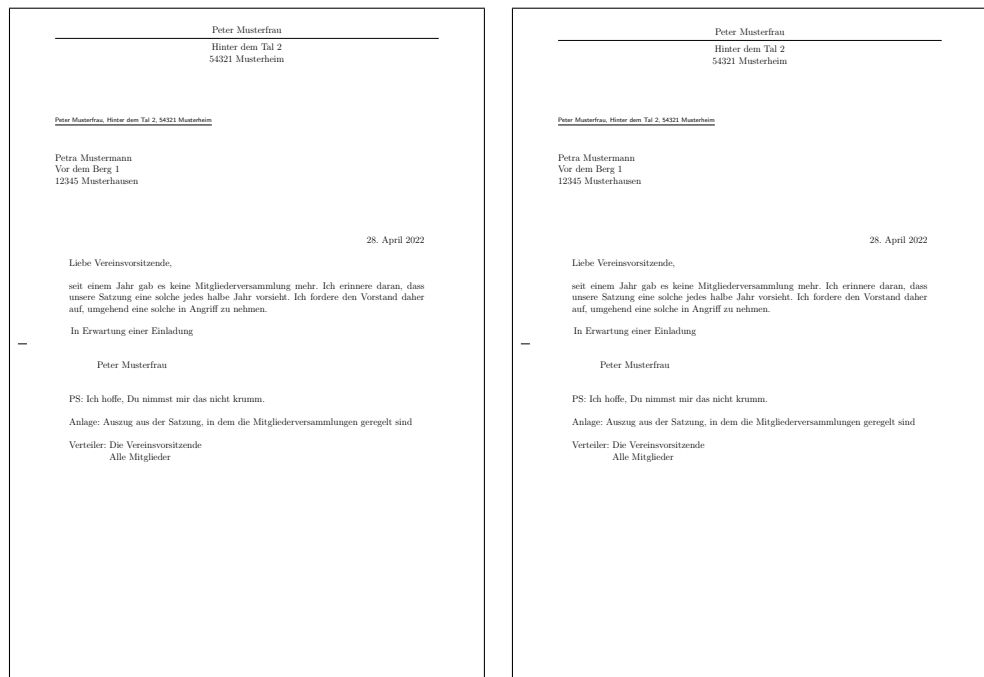 Peter Musterfrau
Hinter dem Tal 2
54321 Musterheim
Peter Musterfrau, Hinter dem Tal 2, 54321 Musterheim
Petra Mustermann
Vor dem Berg 1
12345 Musterhausen
28. April 2022
Liebe Vereinsvorsitzende,
seit einem Jahr gab es keine Mitgliederversammlung mehr. Ich erinnere daran, dass
unsere Satzung eine solche jedes halbe Jahr vorsieht. Ich fordere den Vorstand daher
auf, umgehend eine solche in Angriff zu nehmen.
In Erwartung einer Einladung
Peter Musterfrau
PS: Ich hoffe, Du nimmst mir das nicht krumm.
Anlage: Auszug aus der Satzung, in dem die Mitgliederversammlungen geregelt sind
Verteiler: Die Vereinsvorsitzende
Alle Mitglieder
Peter Musterfrau
Hinter dem Tal 2
54321 Musterheim
Peter Musterfrau, Hinter dem Tal 2, 54321 Musterheim
Petra Mustermann
Vor dem Berg 1
12345 Musterhausen
28. April 2022
Liebe Vereinsvorsitzende,
seit einem Jahr gab es keine Mitgliederversammlung mehr. Ich erinnere daran, dass
unsere Satzung eine solche jedes halbe Jahr vorsieht. Ich fordere den Vorstand daher
auf, umgehend eine solche in Angriff zu nehmen.
In Erwartung einer Einladung
Peter Musterfrau
PS: Ich hoffe, Du nimmst mir das nicht krumm.
Anlage: Auszug aus der Satzung, in dem die Mitgliederversammlungen geregelt sind
Verteiler: Die Vereinsvorsitzende
Alle Mitglieder